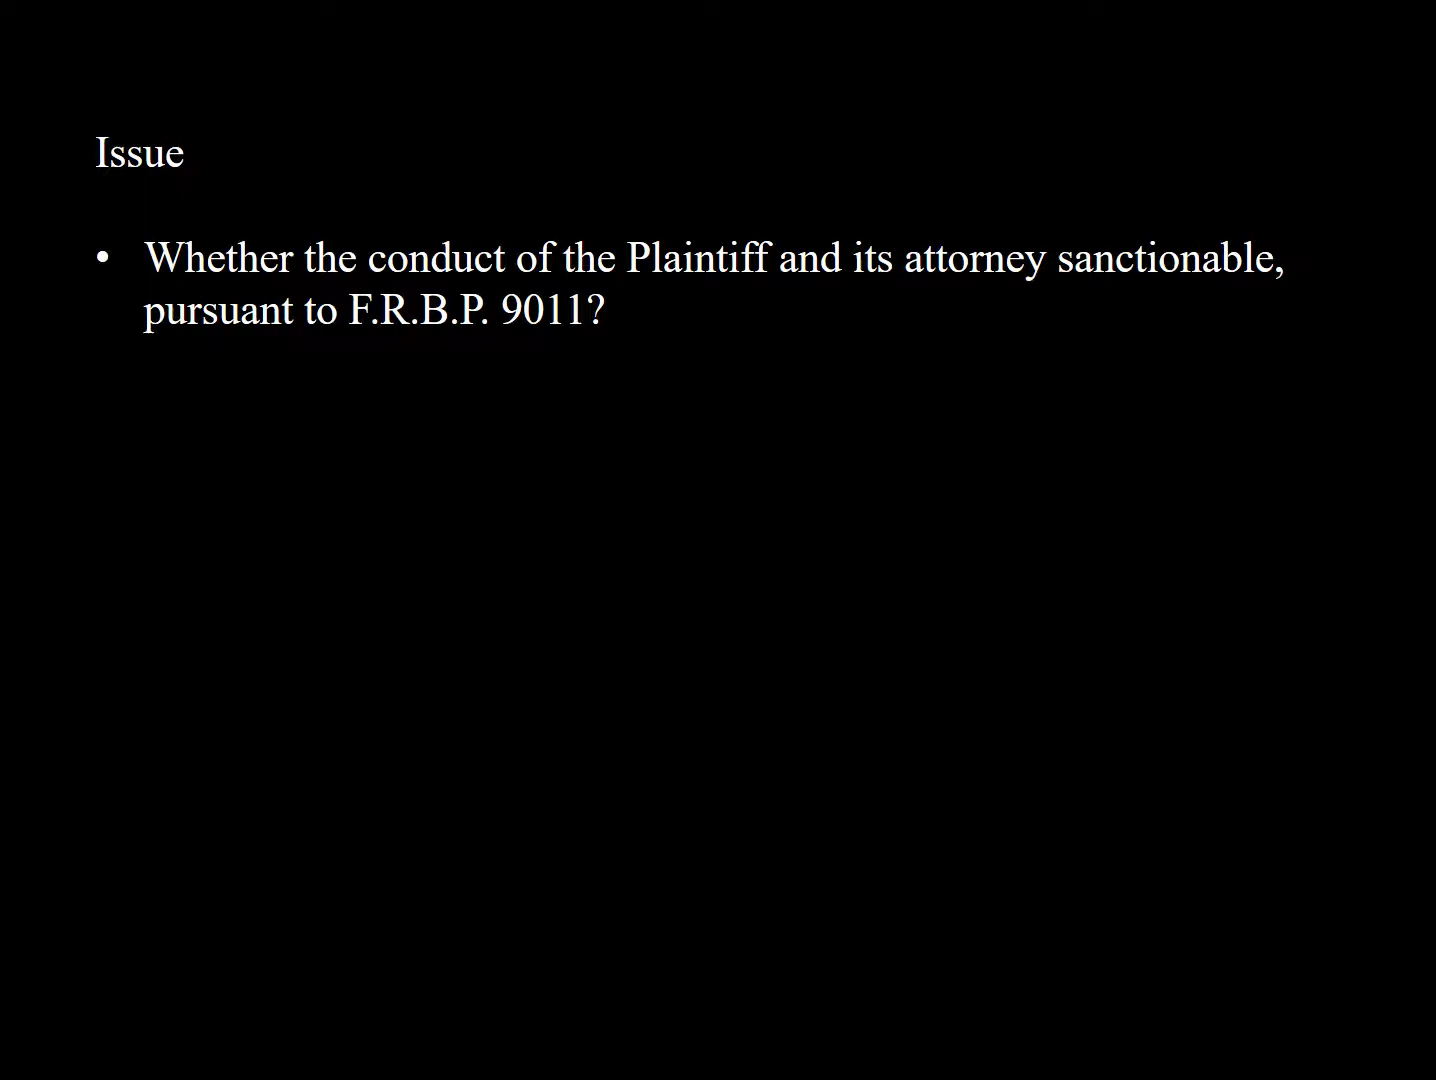 Issue
• Whether the conduct of the Plaintiff and its attorney sanctionable,
pursuant to F.R.B.P. 9011?